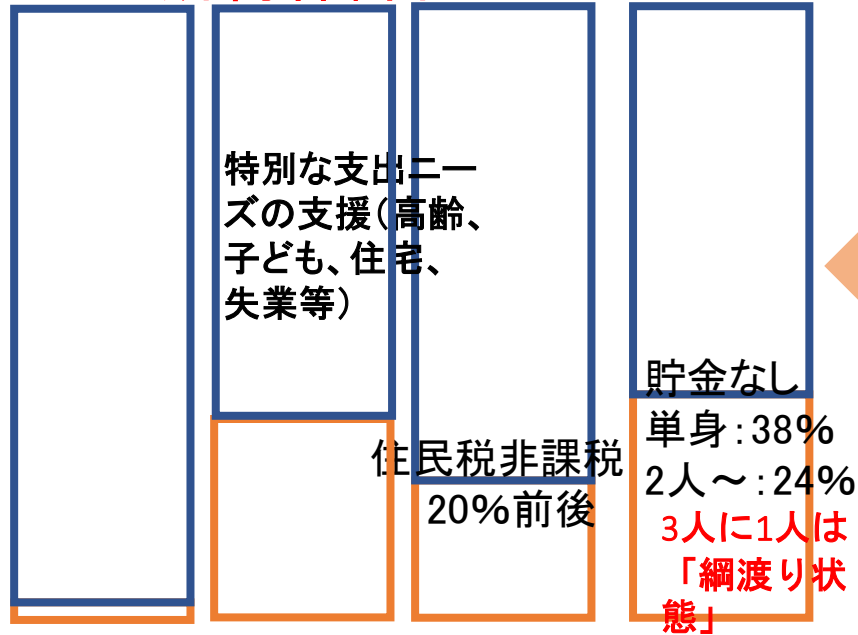 特別な支出ニー
ズの支援（高齢、
子ども、住宅、
失業等）
住民税非課税
20%前後
貯金なし
単身：38%
2人～：24%
3人に1人は
「綱渡り状
態」